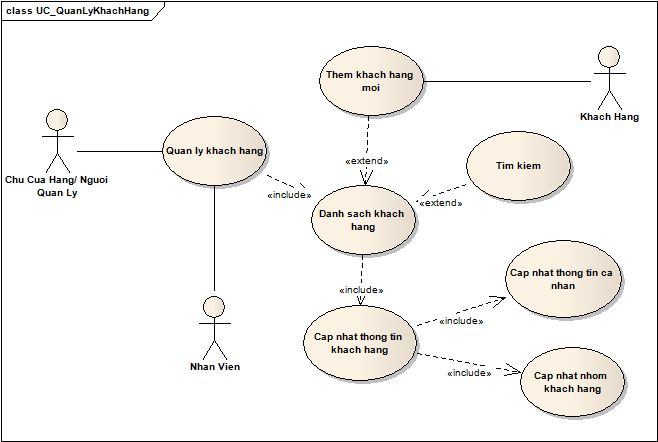 class UC_QuanLyKhachHang
Them khach hang
moi
Khach Hang
Chu Cua Hang/ Nguoi
Quan Ly
Quan ly khach hang
«extend»
Tim kiem
«include»
«extend»
Danh sach khach
hang
«include»
Cap nhat thong tin ca
nhan
Nhan Vien
Cap nhat thong tin
khach hang
«include»
«include»
Cap nhat nhom
khach hang